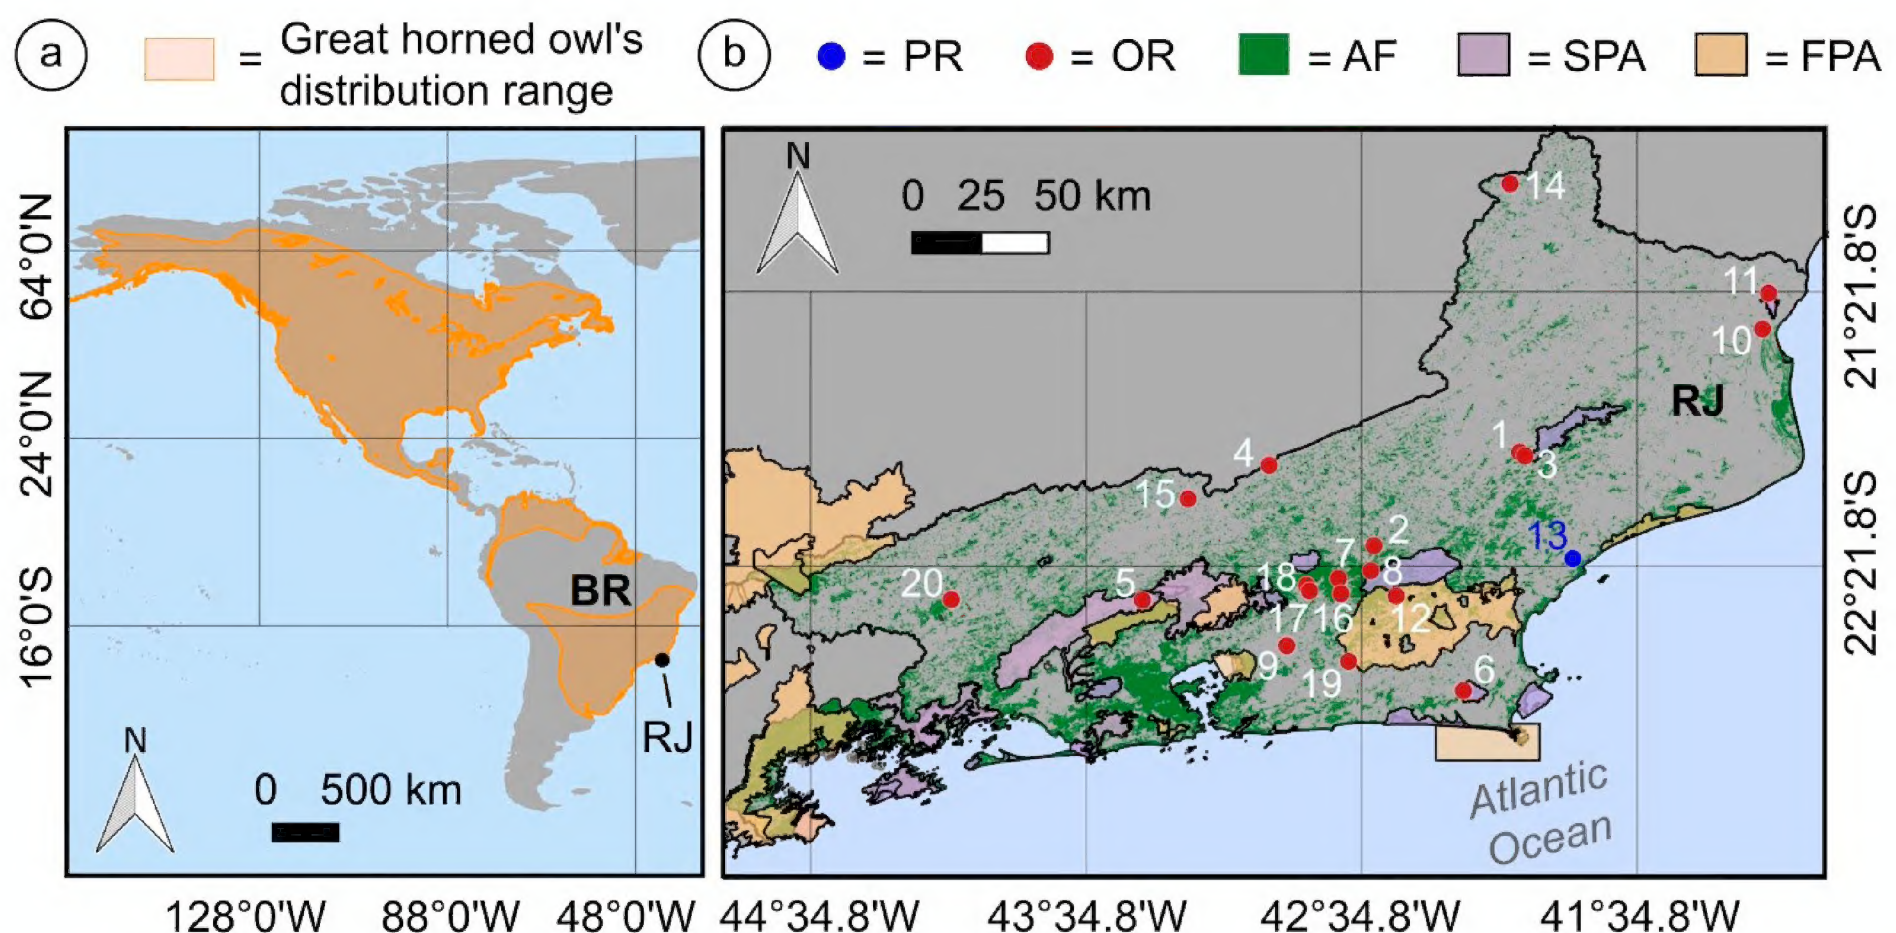 a = Great horned owl's
distribution range
b = PR = OR = AF = SPA = FPA
64°0'N
24°0'N
16°0'S
BR
RJ
N
0 500 km
128°0'W 88°0'W 48°0'W
N
0 25 50 km
14
11
10
RJ
1
3
4
15
13
2
7
8
18
5
20
17
16
12
9
19
6
Atlantic
Ocean
21°21.8'S
22°21.8'S
44°34.8'W 43°34.8'W 42°34.8'W 41°34.8'W